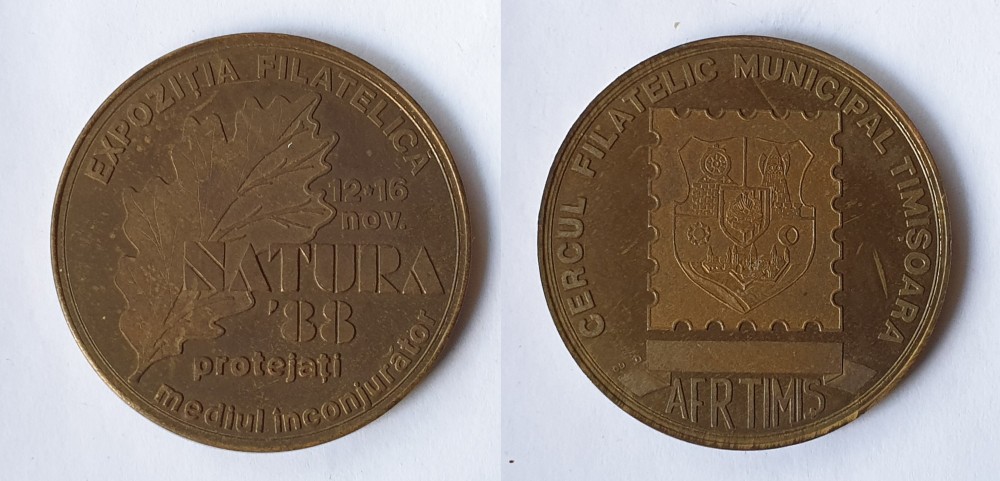 EXPOZIȚIA FILATELICĂ
12-16
nov.
NATURA
'88
protejați
mediul înconjurător
CERCUL FILATELIC MUNICIPAL TIMIȘOARA
AFR TIMIȘ